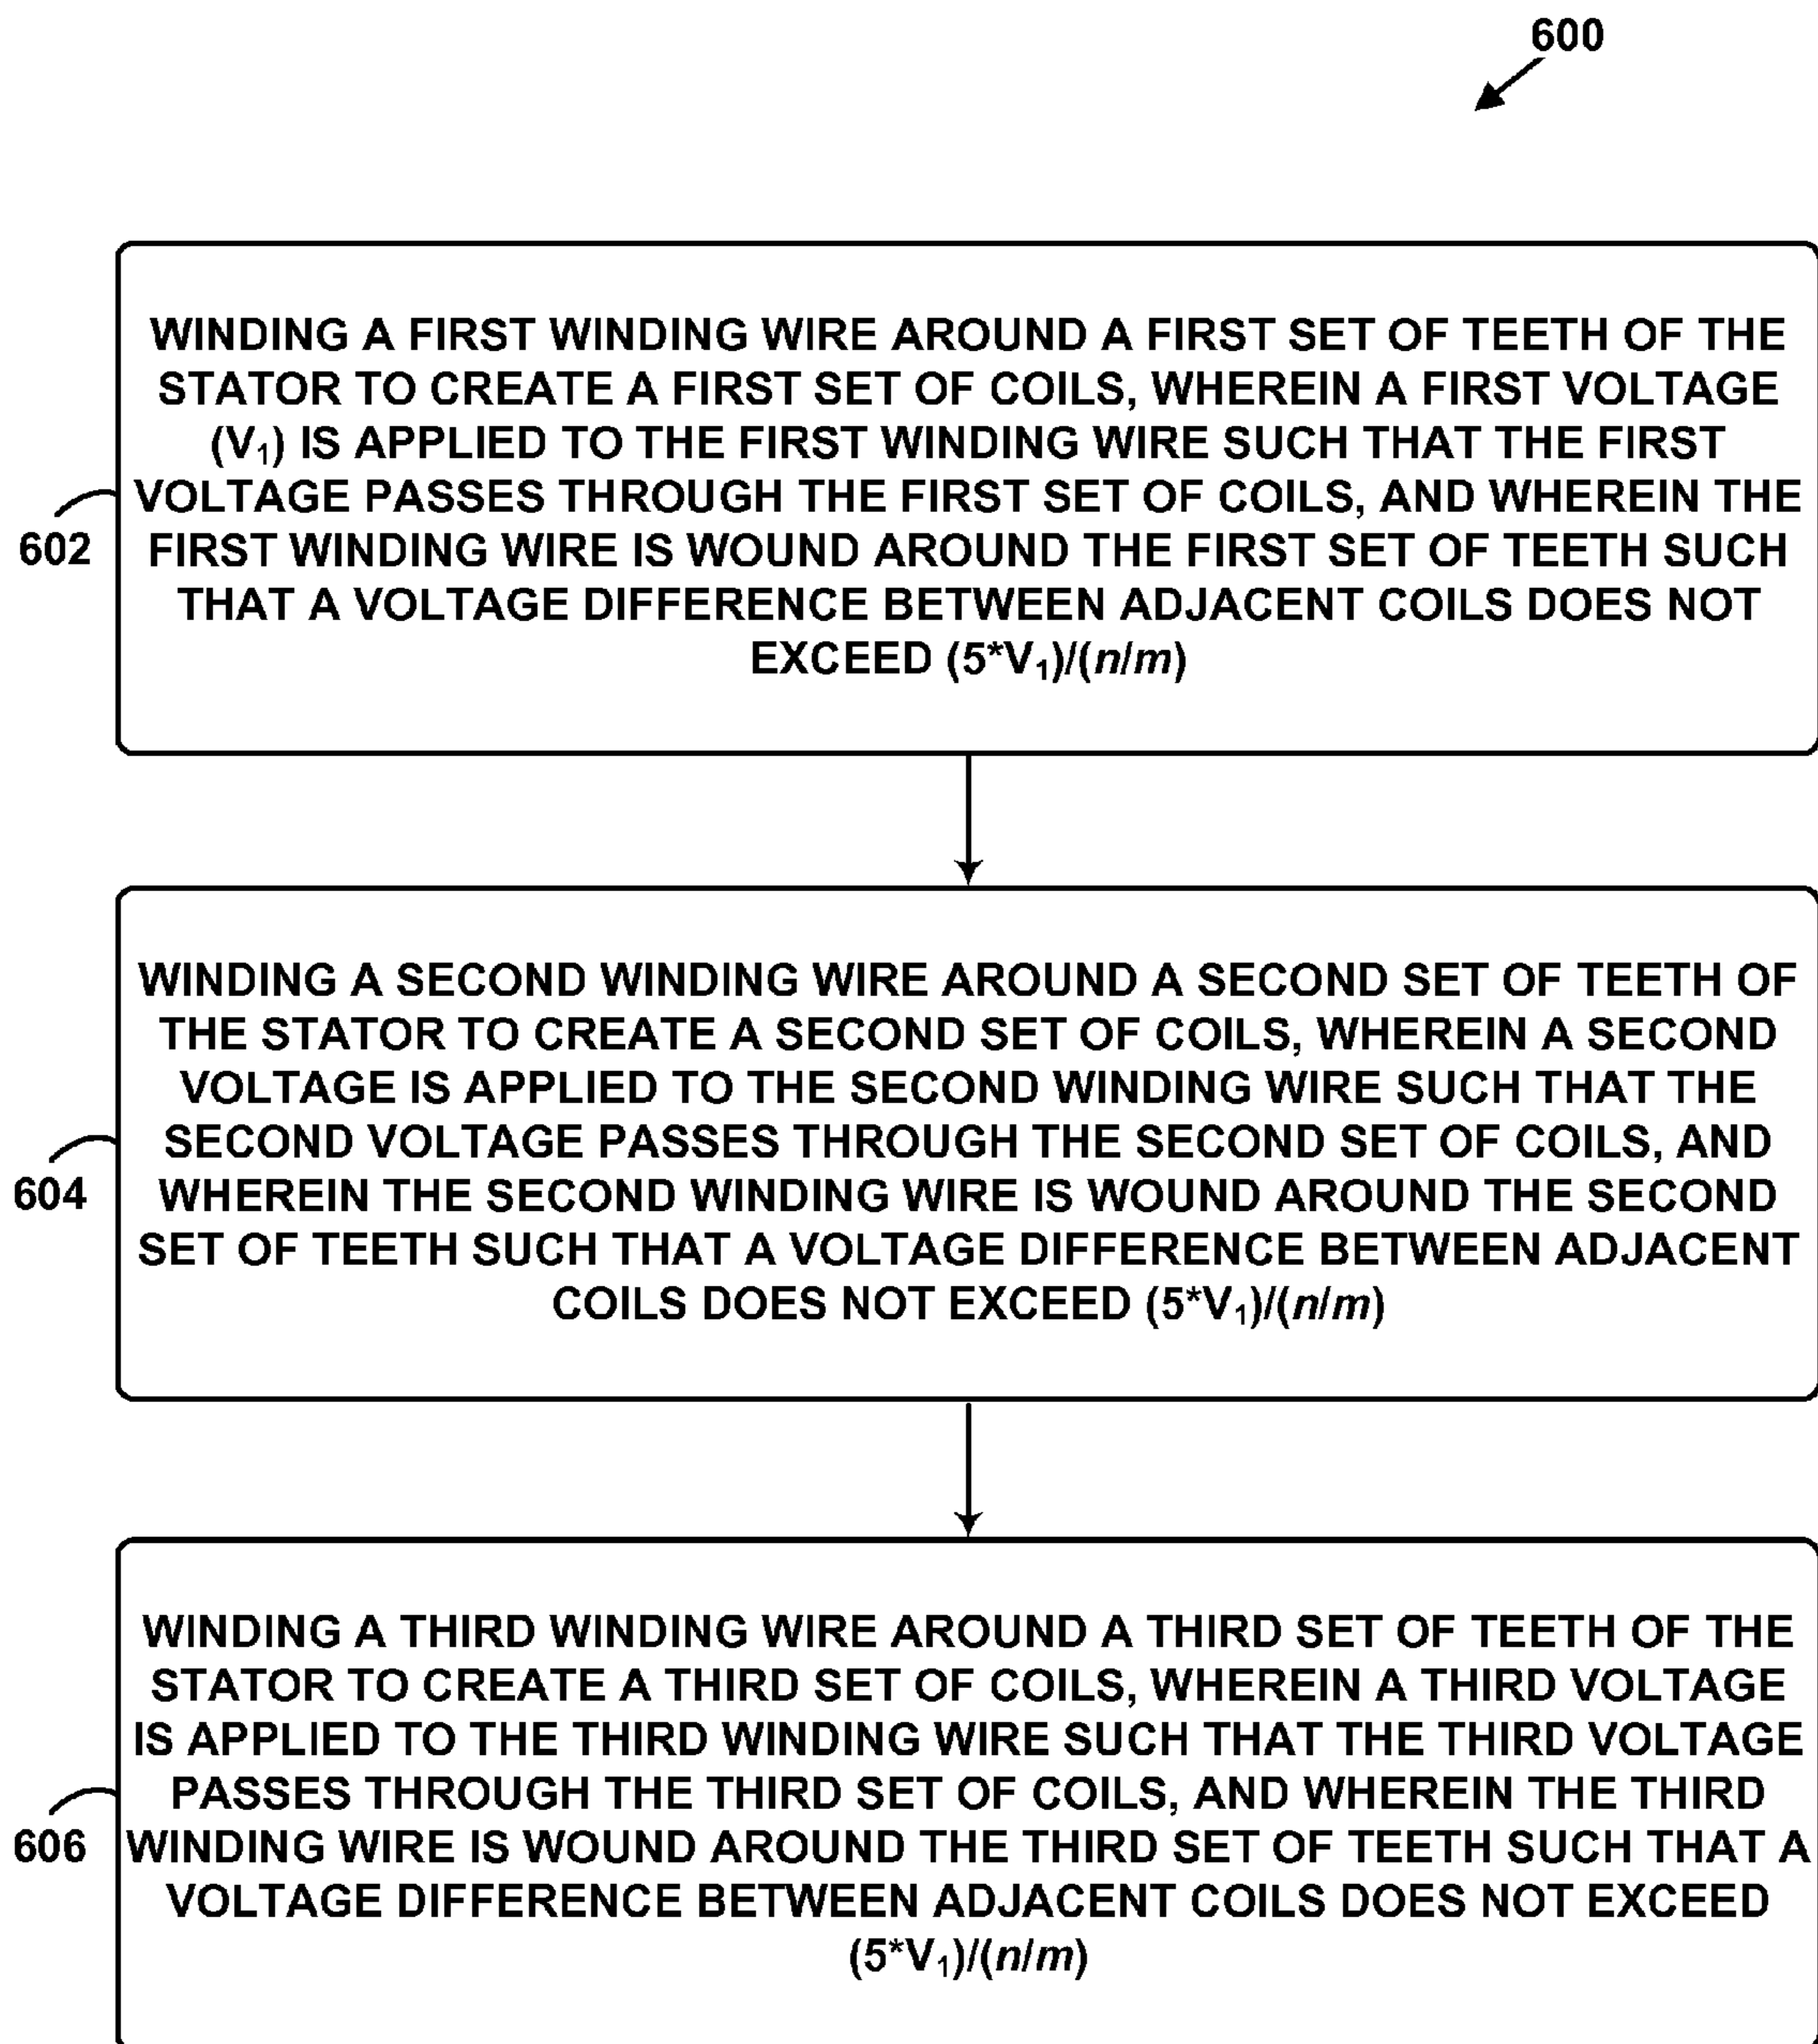 600
WINDING A FIRST WINDING WIRE AROUND A FIRST SET OF TEETH OF THE
STATOR TO CREATE A FIRST SET OF COILS, WHEREIN A FIRST VOLTAGE
(V₁) IS APPLIED TO THE FIRST WINDING WIRE SUCH THAT THE FIRST
VOLTAGE PASSES THROUGH THE FIRST SET OF COILS, AND WHEREIN THE
FIRST WINDING WIRE IS WOUND AROUND THE FIRST SET OF TEETH SUCH
THAT A VOLTAGE DIFFERENCE BETWEEN ADJACENT COILS DOES NOT
EXCEED (5*V₁)/(n/m)
602
WINDING A SECOND WINDING WIRE AROUND A SECOND SET OF TEETH OF
THE STATOR TO CREATE A SECOND SET OF COILS, WHEREIN A SECOND
VOLTAGE IS APPLIED TO THE SECOND WINDING WIRE SUCH THAT THE
SECOND VOLTAGE PASSES THROUGH THE SECOND SET OF COILS, AND
WHEREIN THE SECOND WINDING WIRE IS WOUND AROUND THE SECOND
SET OF TEETH SUCH THAT A VOLTAGE DIFFERENCE BETWEEN ADJACENT
COILS DOES NOT EXCEED (5*V₁)/(n/m)
604
WINDING A THIRD WINDING WIRE AROUND A THIRD SET OF TEETH OF THE
STATOR TO CREATE A THIRD SET OF COILS, WHEREIN A THIRD VOLTAGE
IS APPLIED TO THE THIRD WINDING WIRE SUCH THAT THE THIRD VOLTAGE
PASSES THROUGH THE THIRD SET OF COILS, AND WHEREIN THE THIRD
WINDING WIRE IS WOUND AROUND THE THIRD SET OF TEETH SUCH THAT A
VOLTAGE DIFFERENCE BETWEEN ADJACENT COILS DOES NOT EXCEED
(5*V₁)/(n/m)
606